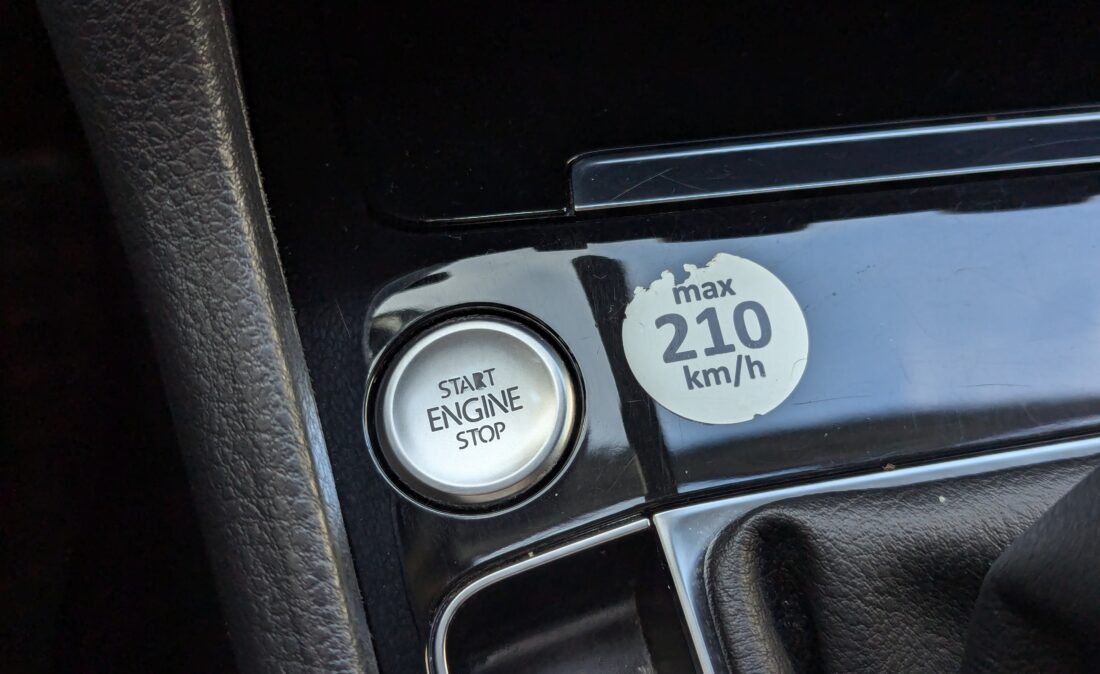 START
ENGINE
STOP
max
210
km/h